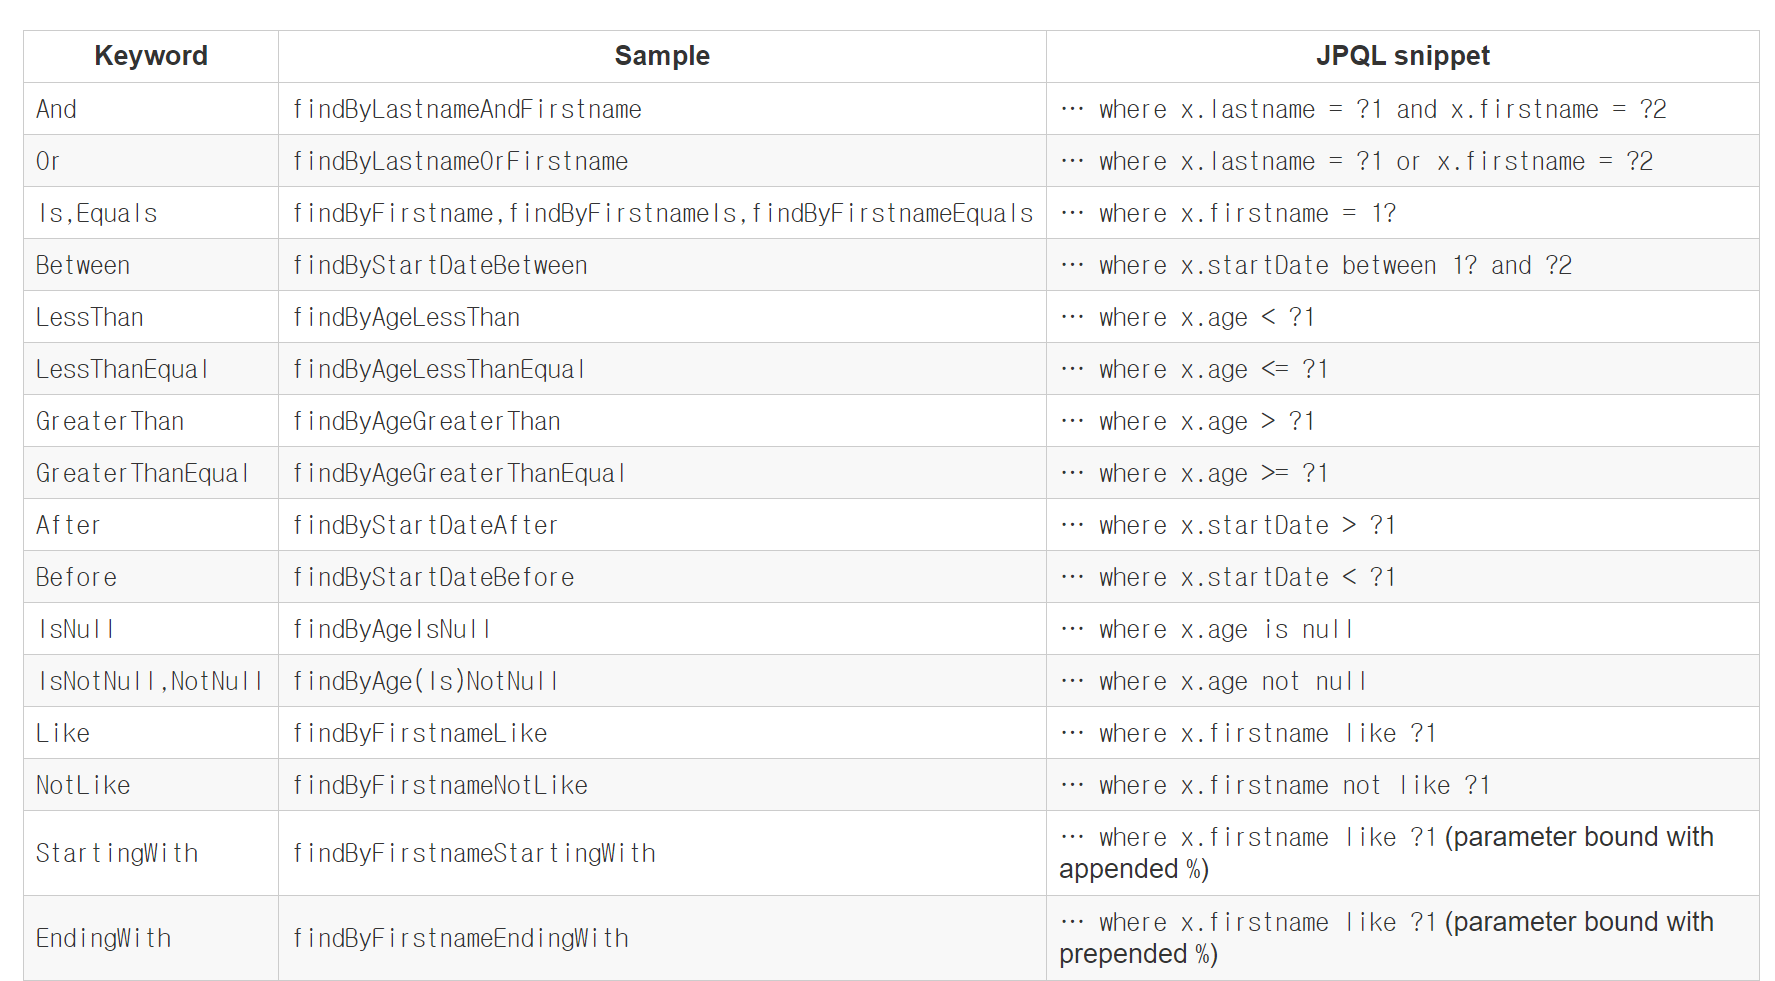 Keyword Sample JPQL snippet
And findByLastnameAndFirstname … where x.lastname = ?1 and x.firstname = ?2
Or findByLastnameOrFirstname … where x.lastname = ?1 or x.firstname = ?2
Is,Equals findByFirstname,findByFirstnameIs,findByFirstnameEquals … where x.firstname = 1?
Between findByStartDateBetween … where x.startDate between 1? and ?2
LessThan findByAgeLessThan … where x.age < ?1
LessThanEqual findByAgeLessThanEqual … where x.age <= ?1
GreaterThan findByAgeGreaterThan … where x.age > ?1
GreaterThanEqual findByAgeGreaterThanEqual … where x.age >= ?1
After findByStartDateAfter … where x.startDate > ?1
Before findByStartDateBefore … where x.startDate < ?1
IsNull findByAgeIsNull … where x.age is null
IsNotNull,NotNull findByAge(Is)NotNull … where x.age not null
Like findByFirstnameLike … where x.firstname like ?1
NotLike findByFirstnameNotLike … where x.firstname not like ?1
StartingWith findByFirstnameStartingWith … where x.firstname like ?1 (parameter bound with
appended %)
EndingWith findByFirstnameEndingWith … where x.firstname like ?1 (parameter bound with
prepended %)